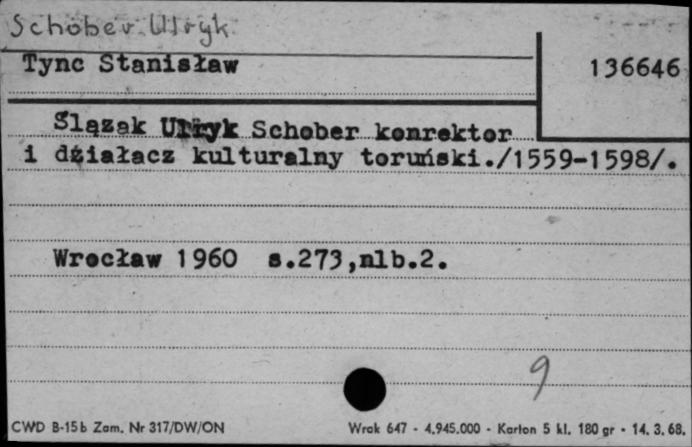 Schober Ulryk
Tync Stanisław
136646
Ślązak Ulryk Schober konrektor
i działacz kulturalny toruński./1559-1598/.
Wrocław 1960 s.273,nlb.2.
9
CWD B-15b Zam. Nr 317/DW/ON
Wrak 647 - 4.945.000 - Karton 5 kl. 180 gr - 14. 3. 68.